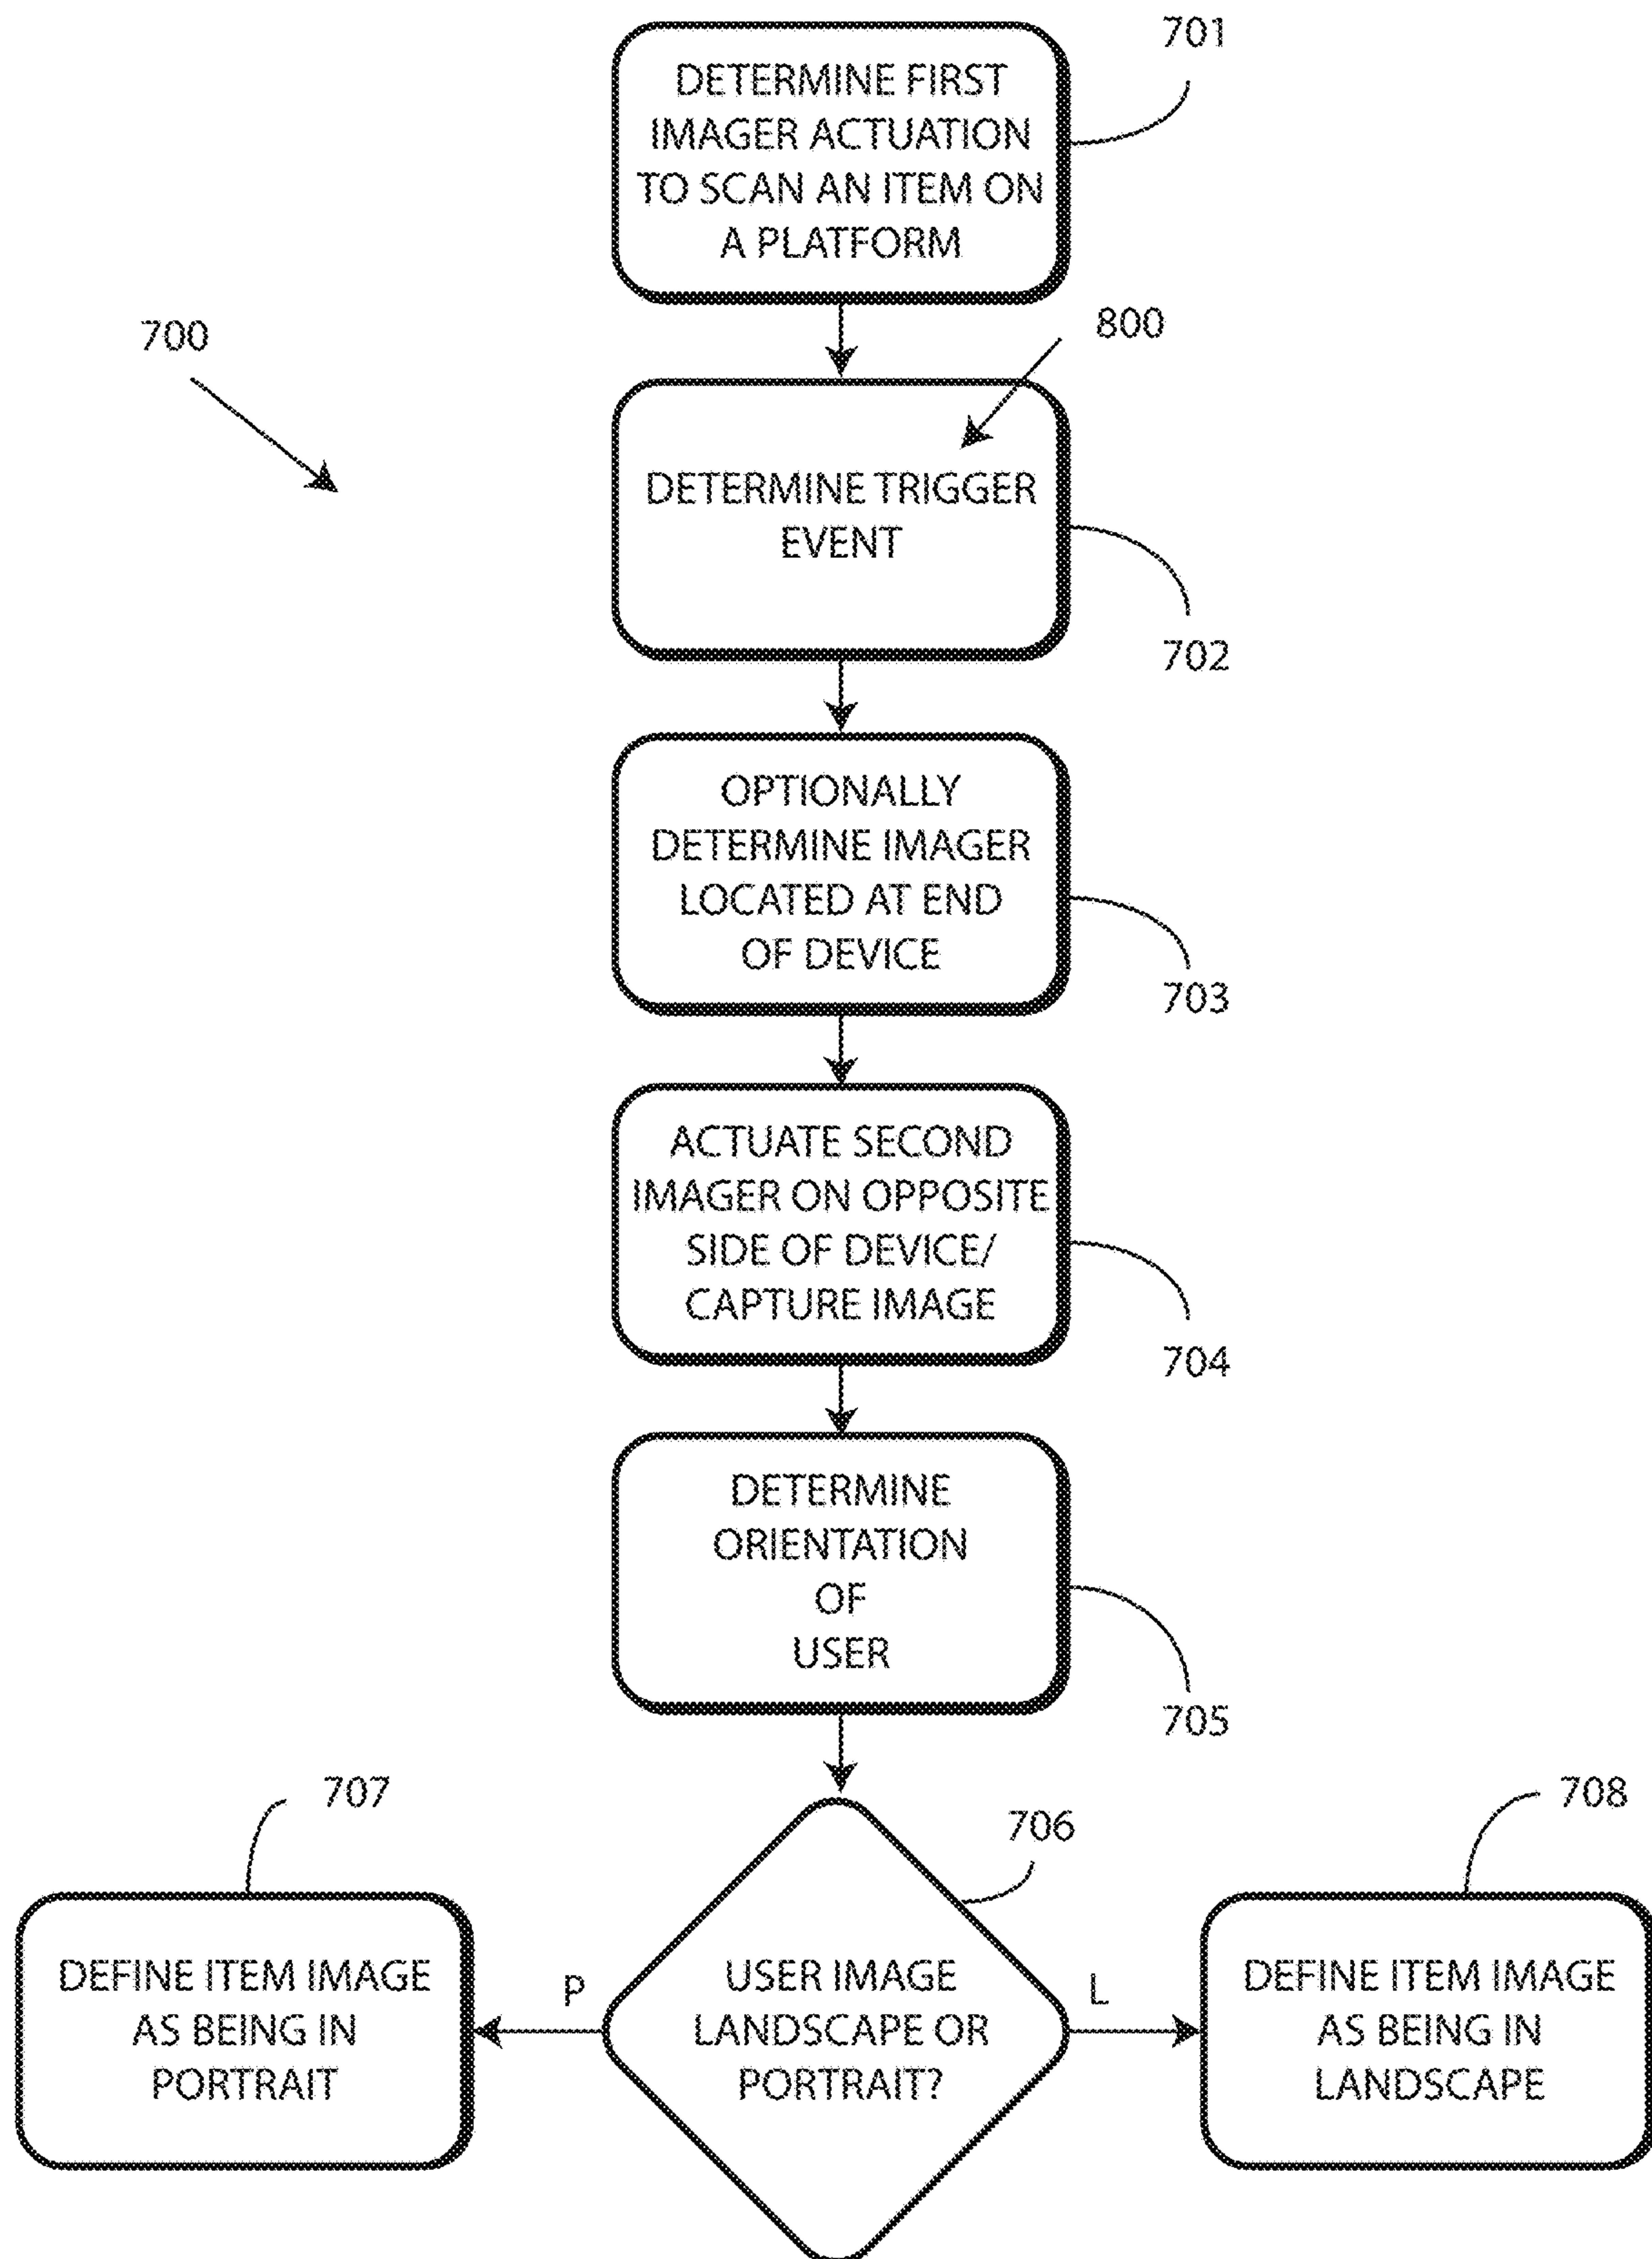 701
DETERMINE FIRST
IMAGER ACTUATION
TO SCAN AN ITEM ON
A PLATFORM
700
800
DETERMINE TRIGGER
EVENT
702
OPTIONALLY
DETERMINE IMAGER
LOCATED AT END
OF DEVICE
703
ACTUATE SECOND
IMAGER ON OPPOSITE
SIDE OF DEVICE/
CAPTURE IMAGE
704
DETERMINE
ORIENTATION
OF
USER
705
707
706
708
DEFINE ITEM IMAGE
AS BEING IN
PORTRAIT
P
USER IMAGE
LANDSCAPE OR
PORTRAIT?
L
DEFINE ITEM IMAGE
AS BEING IN
LANDSCAPE